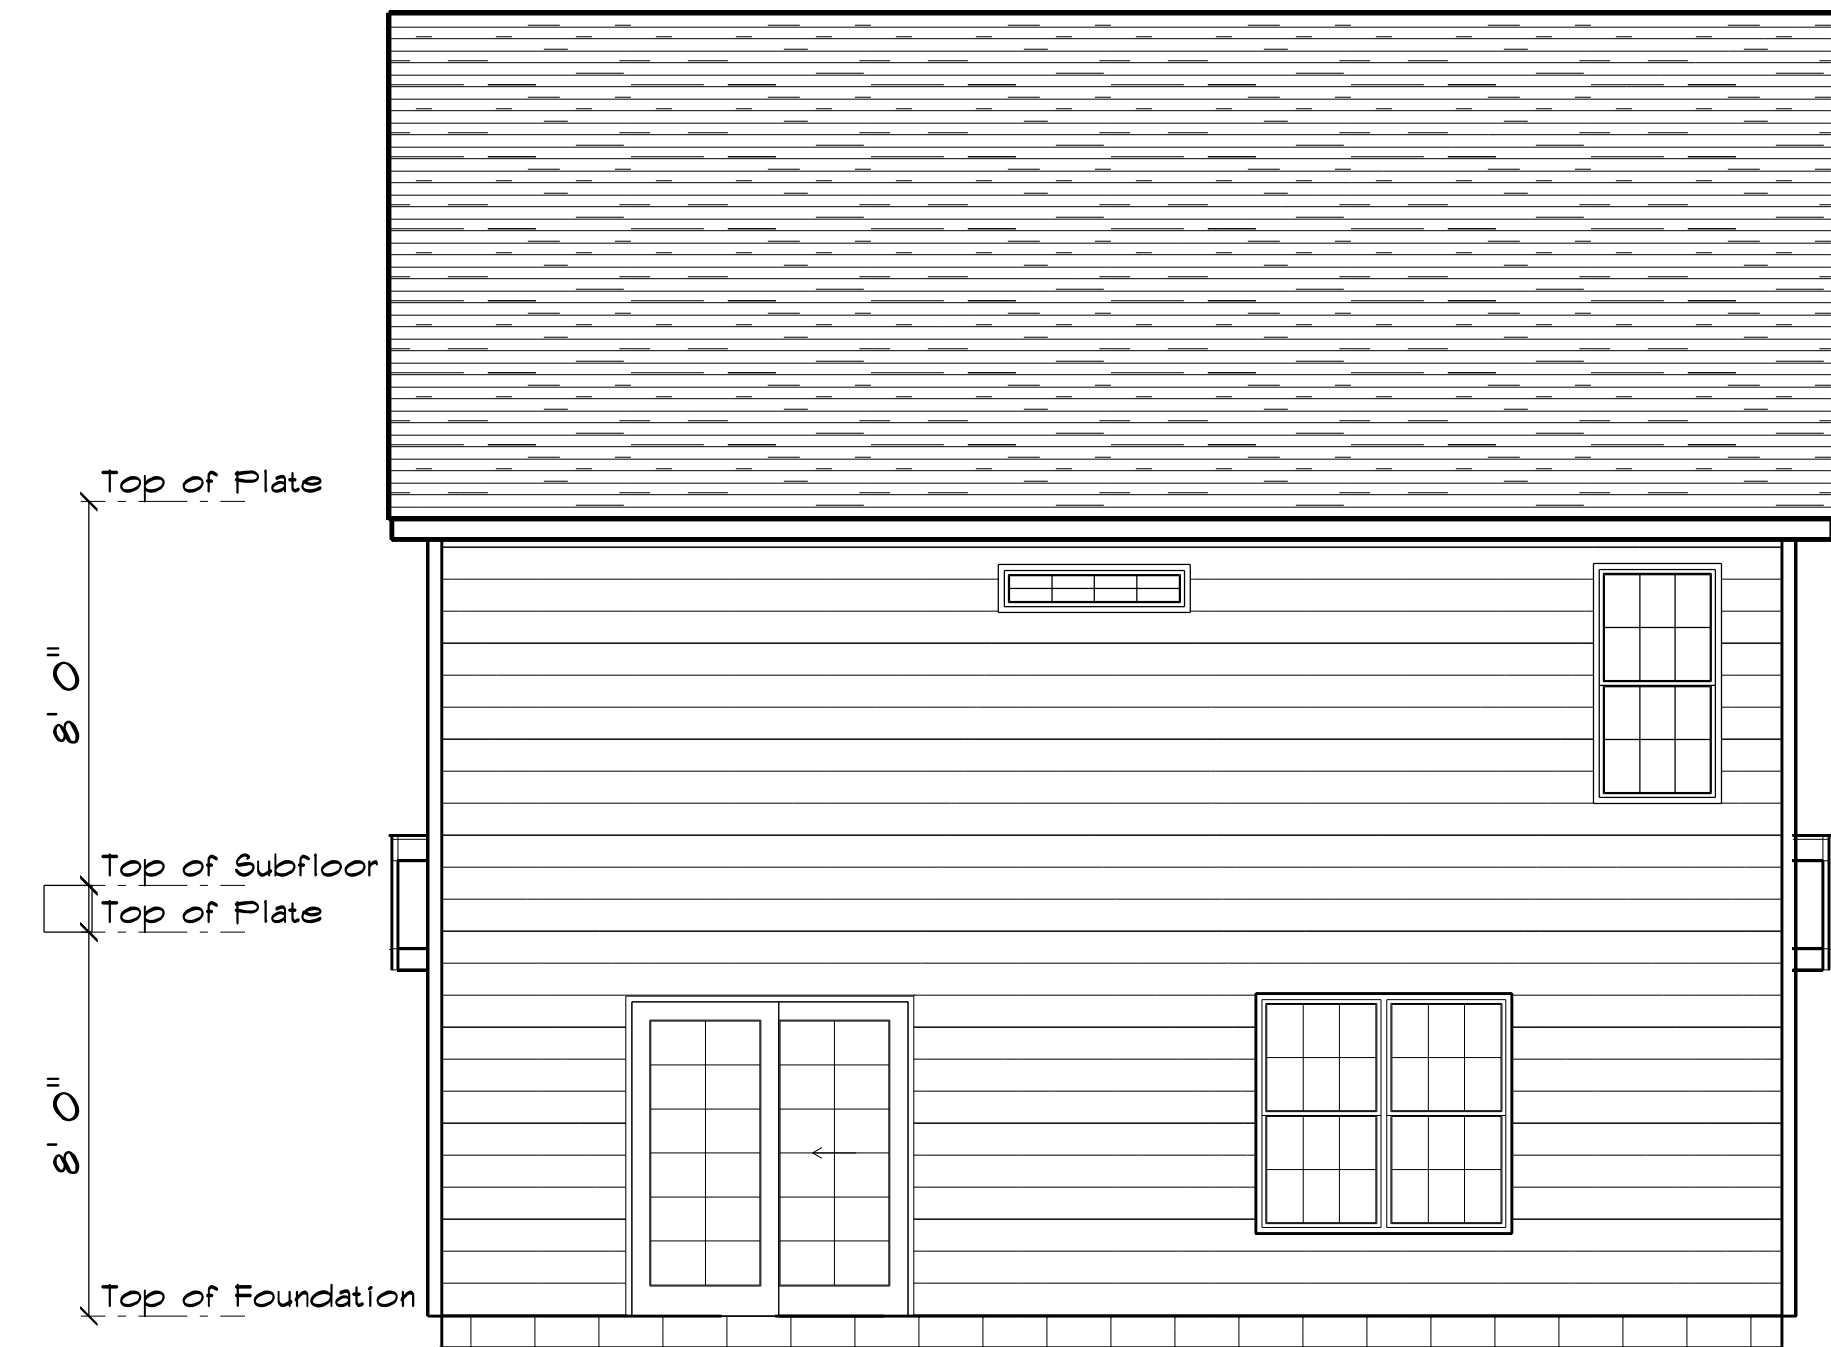 Top of Plate
8' 0"
Top of Subfloor
Top of Plate
8' 0"
Top of Foundation